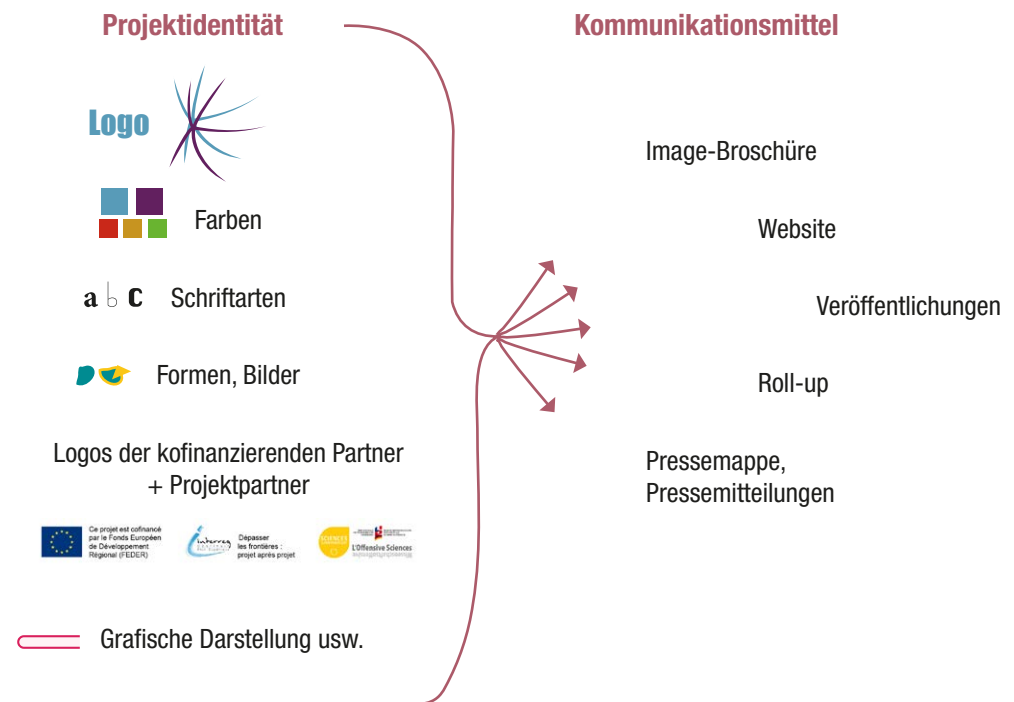 Projektidentität
Kommunikationsmittel
Logo
Farben
a b c Schriftarten
Formen, Bilder
Logos der kofinanzierenden Partner
+ Projektpartner
Ce projet est cofinancé
par le Fonds Européen
de Développement
Régional (FEDER)
interreg
Dépasser
les frontières :
projet après projet
SCIENCES
L'Offensive Sciences
Grafische Darstellung usw.
Image-Broschüre
Website
Veröffentlichungen
Roll-up
Pressemappe,
Pressemitteilungen